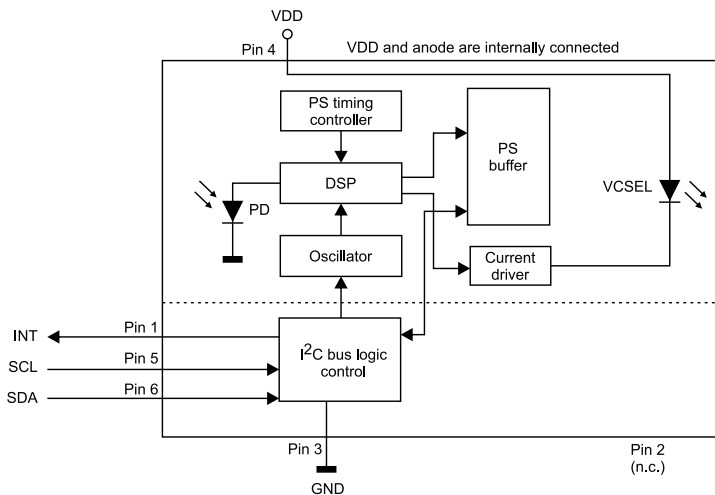 VDD
Pin 4
VDD and anode are internally connected
PS timing
controller
PS
buffer
DSP
VCSEL
PD
Oscillator
Current
driver
INT
Pin 1
I²C bus logic
control
SCL
Pin 5
SDA
Pin 6
Pin 3
GND
Pin 2
(n.c.)